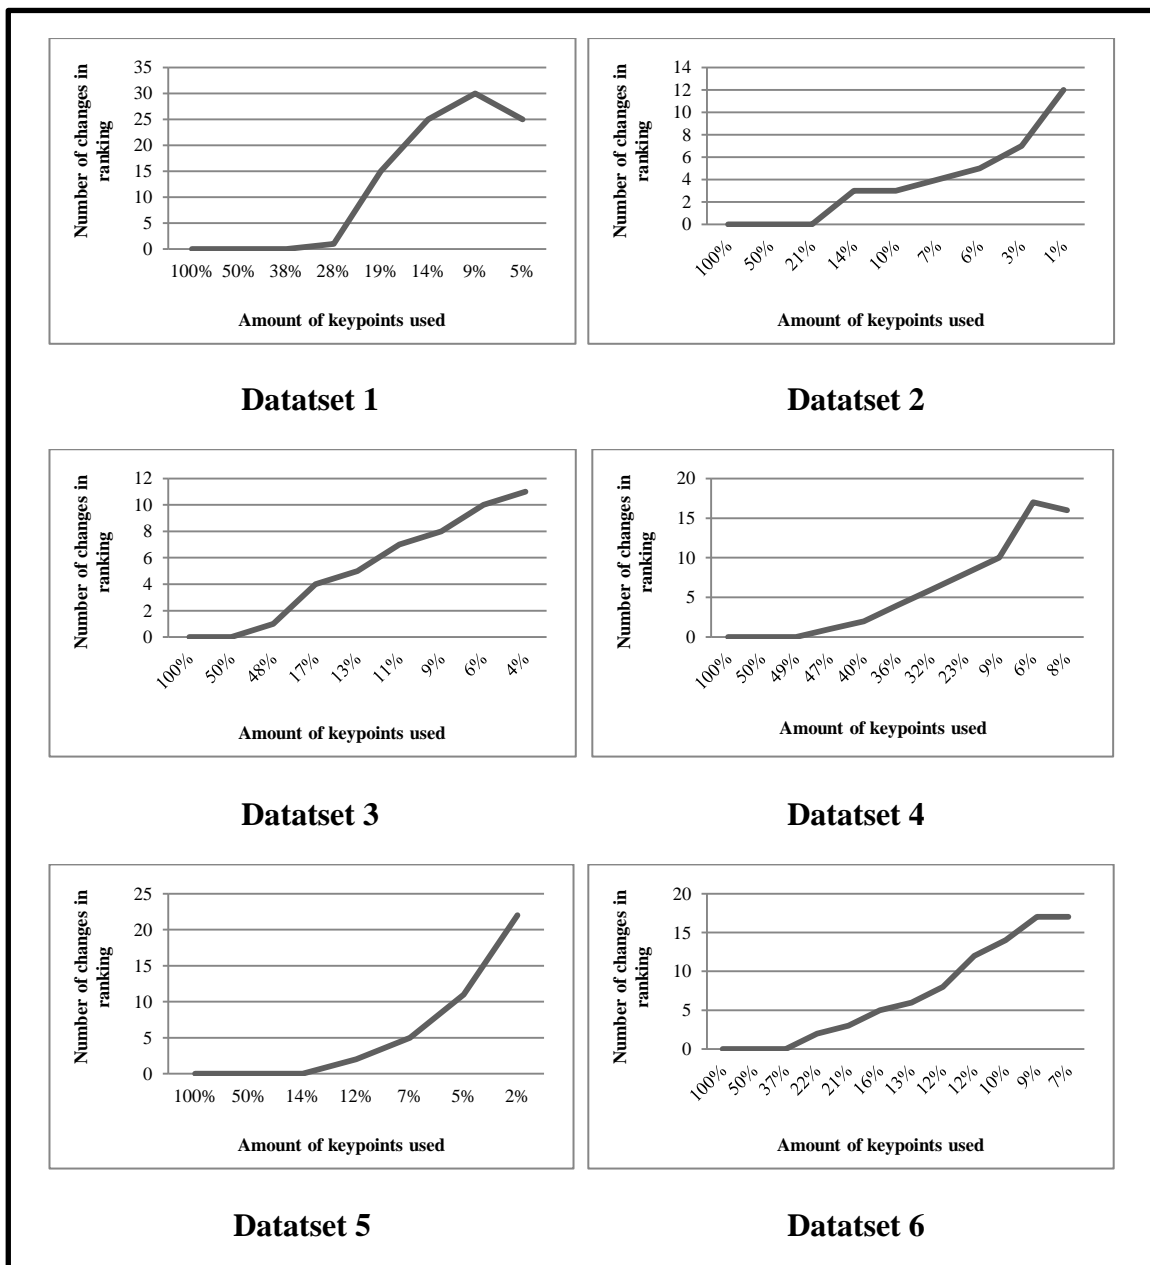 Number of changes in
ranking
35
30
25
20
15
10
5
0
100% 50% 38% 28% 19% 14% 9% 5%
Amount of keypoints used
Datatset 1
Number of changes in
ranking
14
12
10
8
6
4
2
0
100% 50% 21% 14% 10% 7% 6% 3% 1%
Amount of keypoints used
Datatset 2
Number of changes in
ranking
12
10
8
6
4
2
0
100% 50% 48% 17% 13% 11% 9% 6% 4%
Amount of keypoints used
Datatset 3
Number of changes in
ranking
20
15
10
5
0
100% 50% 49% 47% 40% 36% 32% 23% 9% 6% 8%
Amount of keypoints used
Datatset 4
Number of changes in
ranking
25
20
15
10
5
0
100% 50% 14% 12% 7% 5% 2%
Amount of keypoints used
Datatset 5
Number of changes in
ranking
20
15
10
5
0
100% 50% 37% 22% 21% 16% 13% 12% 12% 10% 9% 7%
Amount of keypoints used
Datatset 6